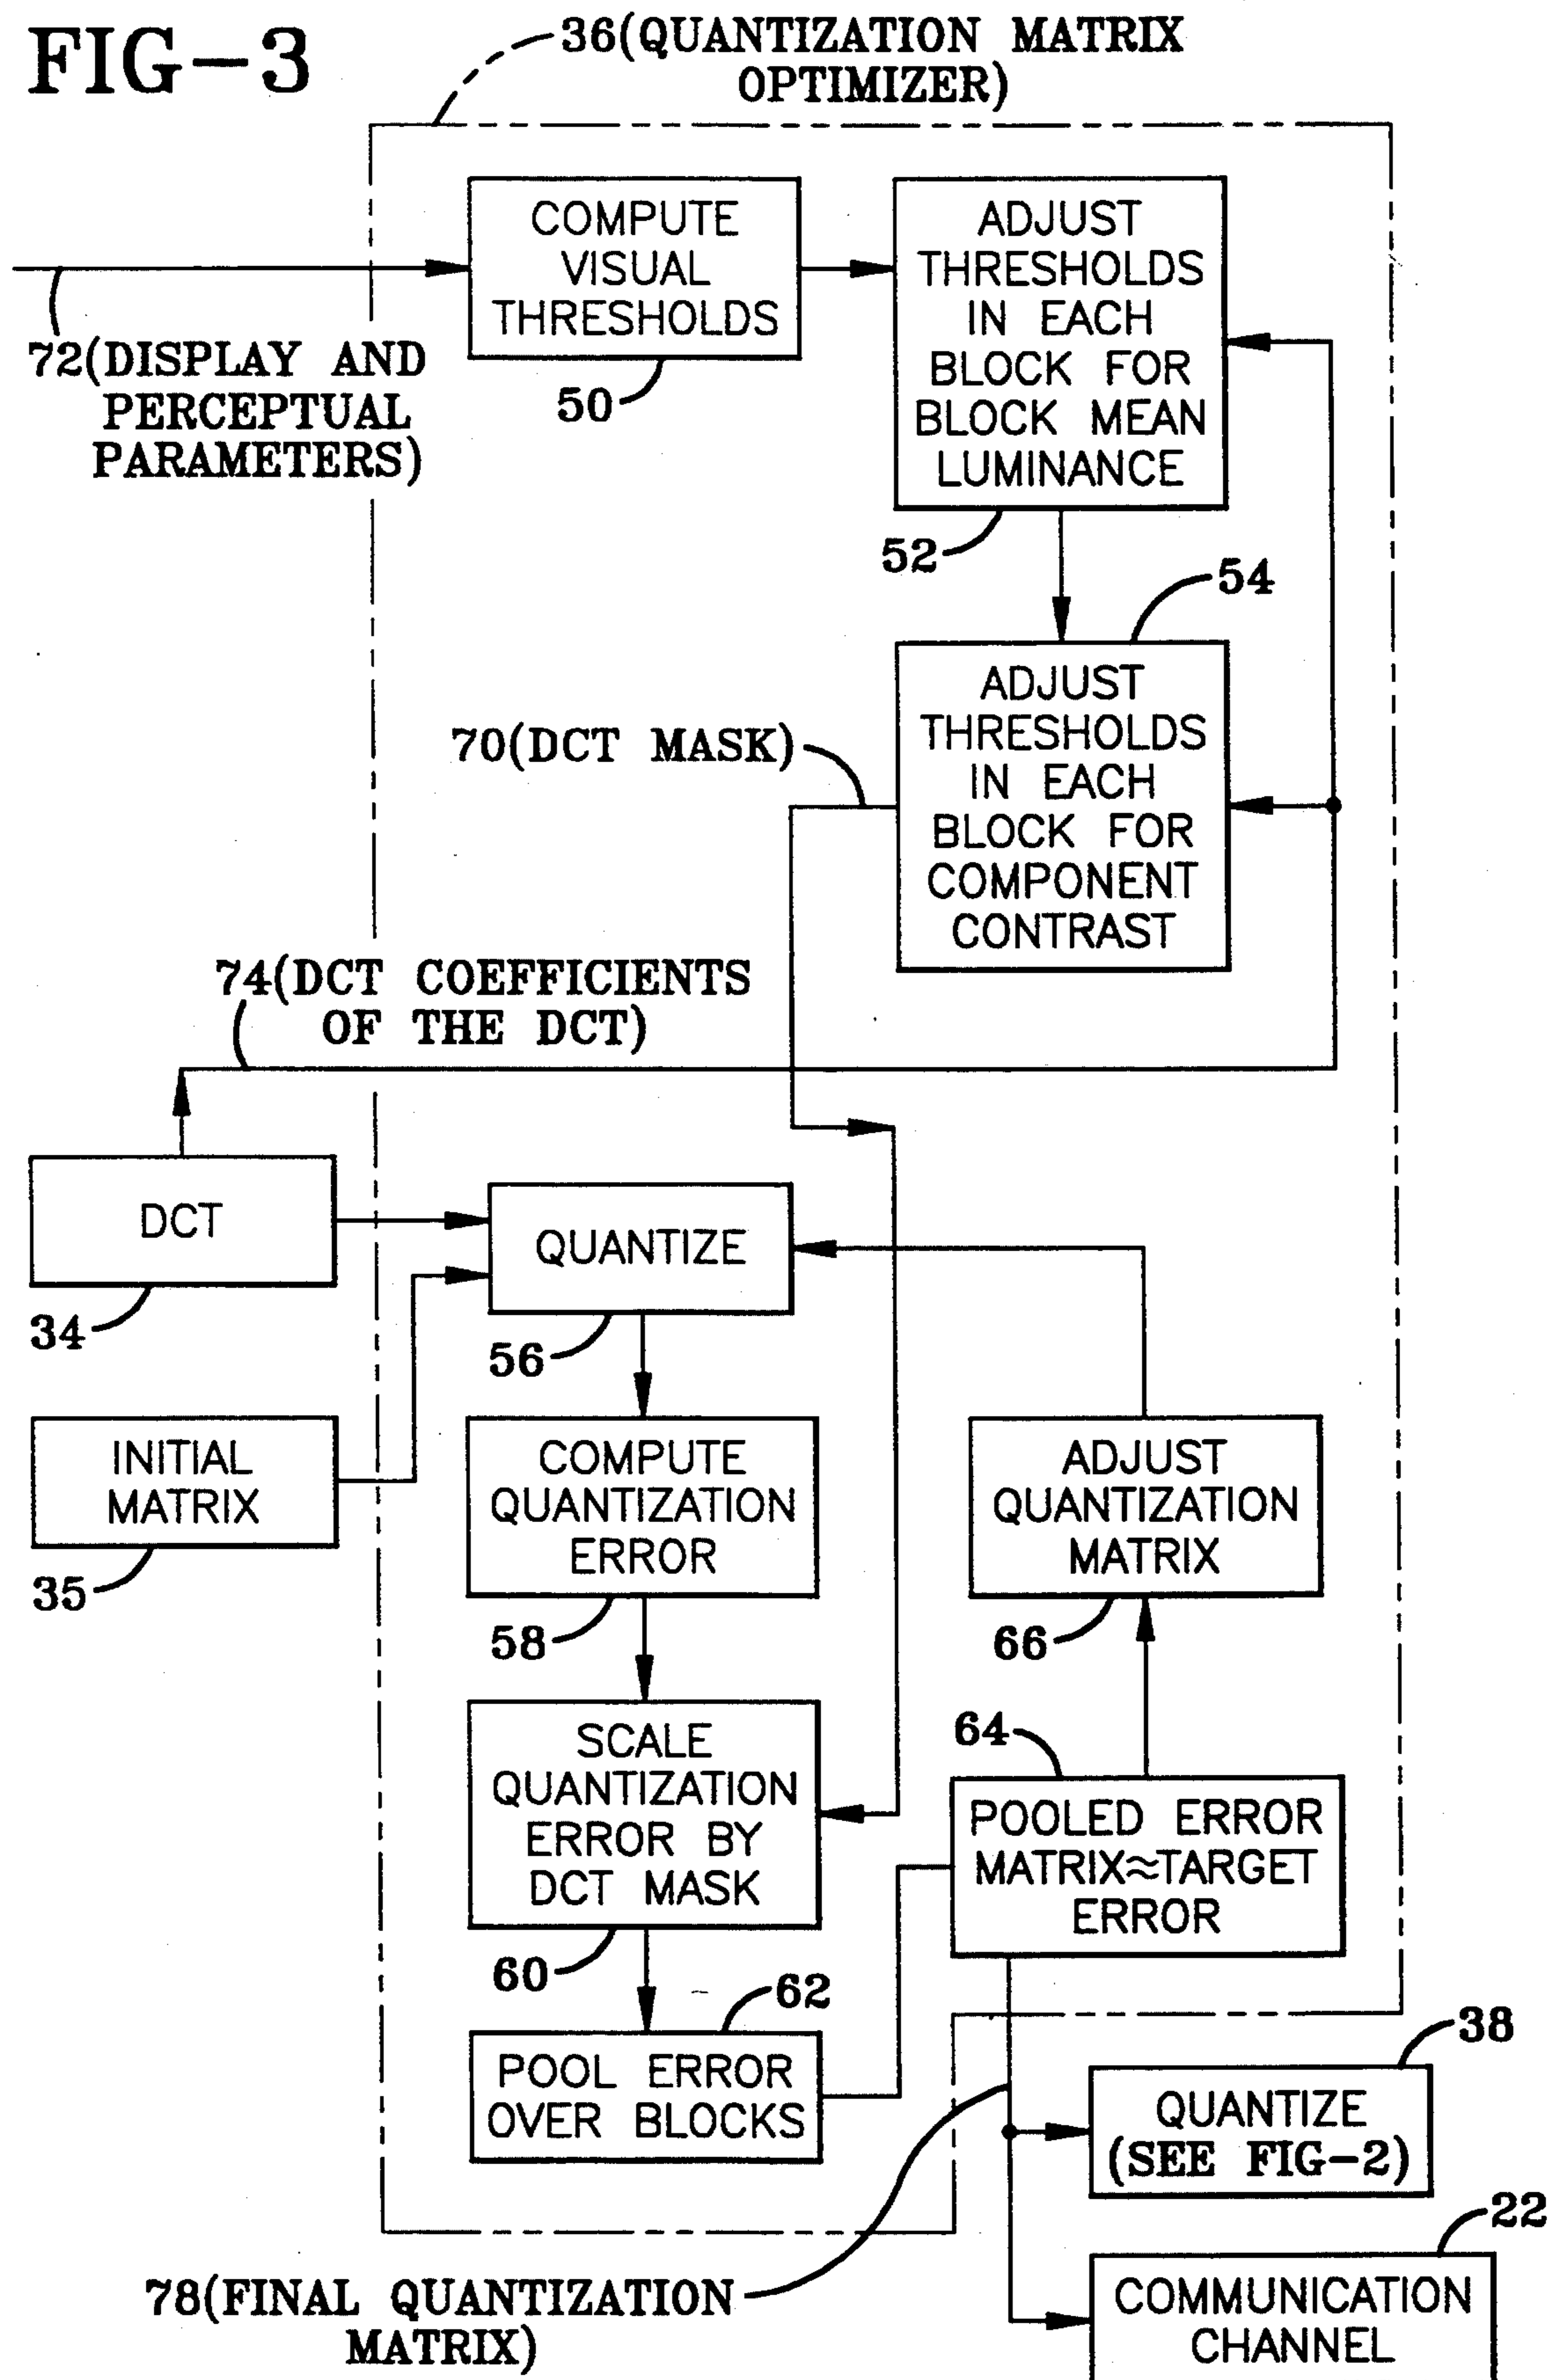 FIG-3
36(QUANTIZATION MATRIX
OPTIMIZER)
COMPUTE
VISUAL
THRESHOLDS
50
ADJUST
THRESHOLDS
IN EACH
BLOCK FOR
BLOCK MEAN
LUMINANCE
52
72(DISPLAY AND
PERCEPTUAL
PARAMETERS)
54
ADJUST
THRESHOLDS
IN EACH
BLOCK FOR
COMPONENT
CONTRAST
70(DCT MASK)
74(DCT COEFFICIENTS
OF THE DCT)
DCT
34
QUANTIZE
56
INITIAL
MATRIX
35
COMPUTE
QUANTIZATION
ERROR
58
ADJUST
QUANTIZATION
MATRIX
66
SCALE
QUANTIZATION
ERROR BY
DCT MASK
60
64
POOLED ERROR
MATRIX≈TARGET
ERROR
62
POOL ERROR
OVER BLOCKS
38
QUANTIZE
(SEE FIG-2)
22
COMMUNICATION
CHANNEL
78(FINAL QUANTIZATION
MATRIX)